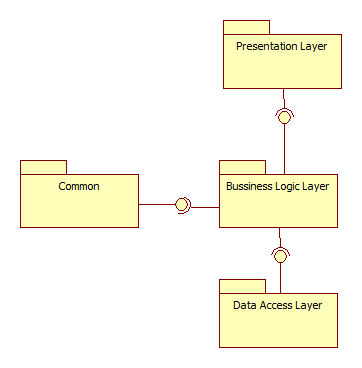 Presentation Layer
Common
Bussiness Logic Layer
Data Access Layer